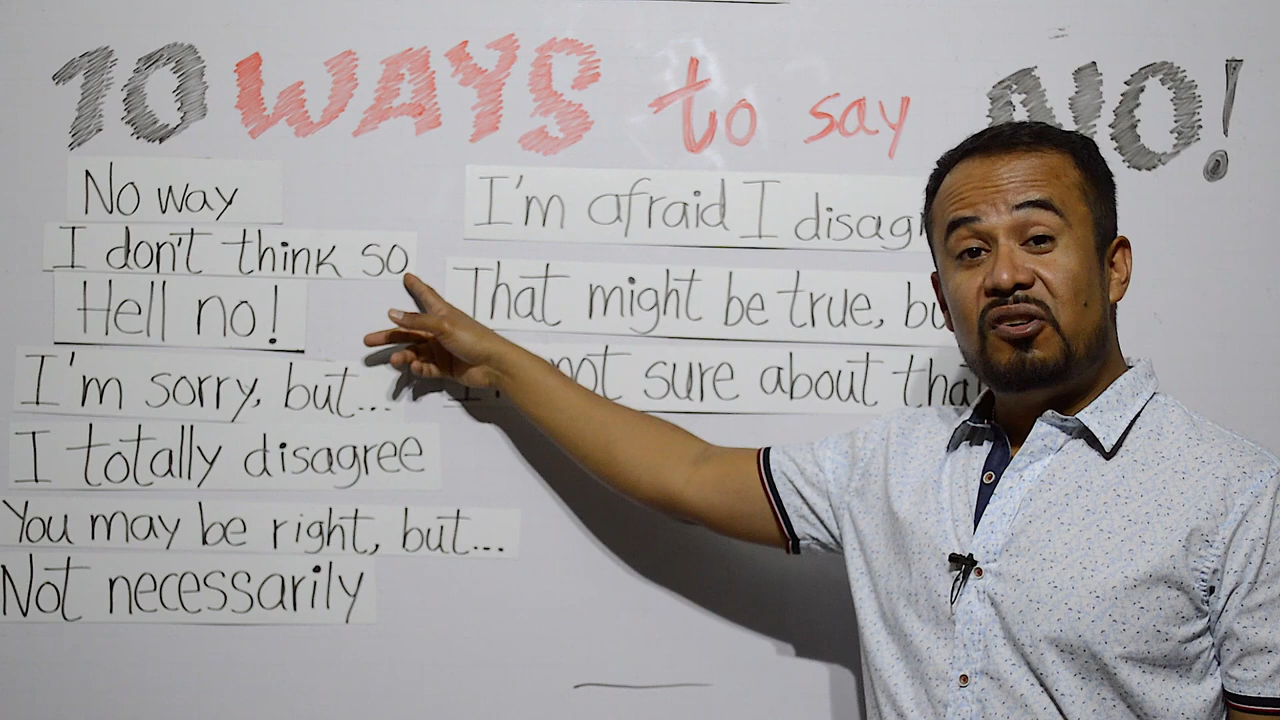 10 WAYS to say NO!
No way
I don't think so
Hell no!
I'm sorry, but...
I totally disagree
You may be right, but...
Not necessarily
I'm afraid I
That might be true,
not sure about